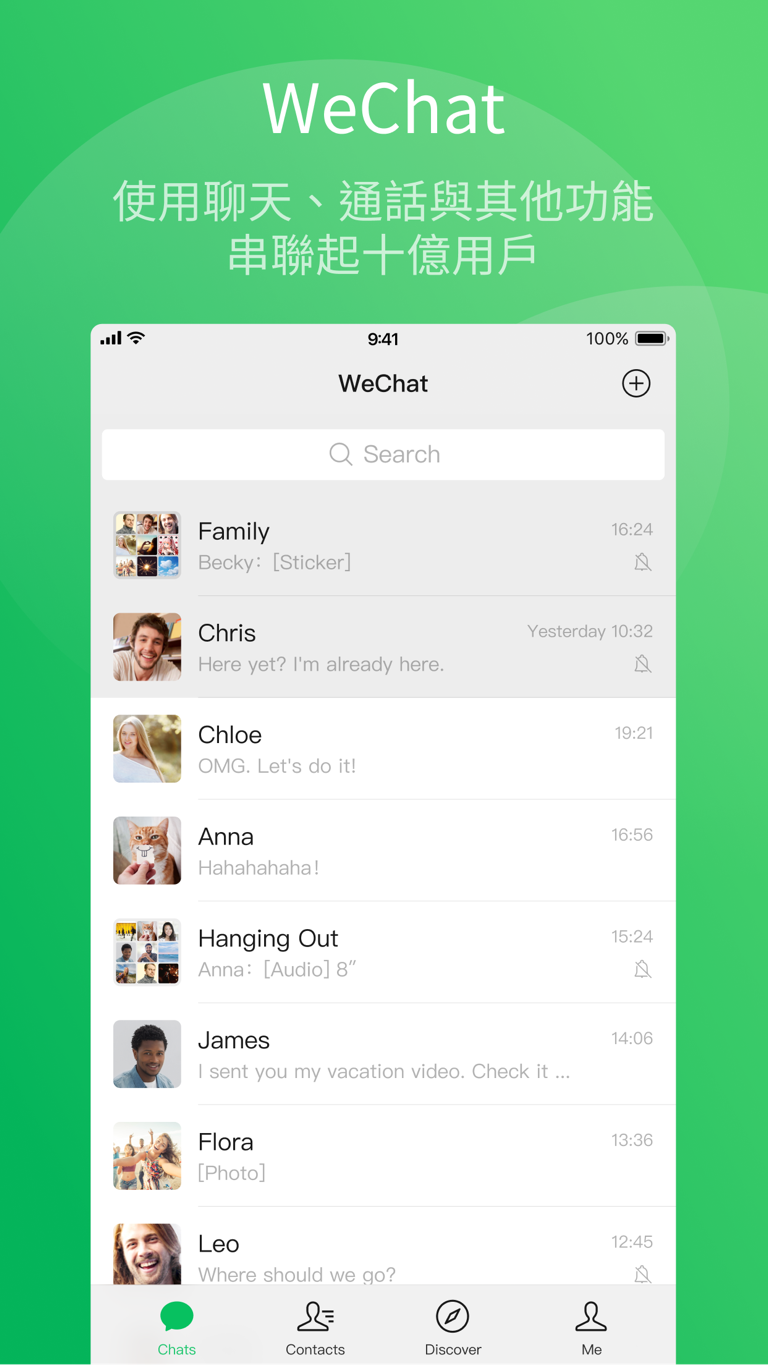 WeChat
使用聊天、通話與其他功能
串聯起十億用戶
9:41
100%
WeChat
Search
Family
16:24
Becky: [Sticker]
Chris
Yesterday 10:32
Here yet? I'm already here.
Chloe
19:21
OMG. Let's do it!
Anna
16:56
Hahahahaha!
Hanging Out
15:24
Anna: [Audio] 8″
James
14:06
I sent you my vacation video. Check it ...
Flora
13:36
[Photo]
Leo
12:45
Where should we go?
Chats
Contacts
Discover
Me